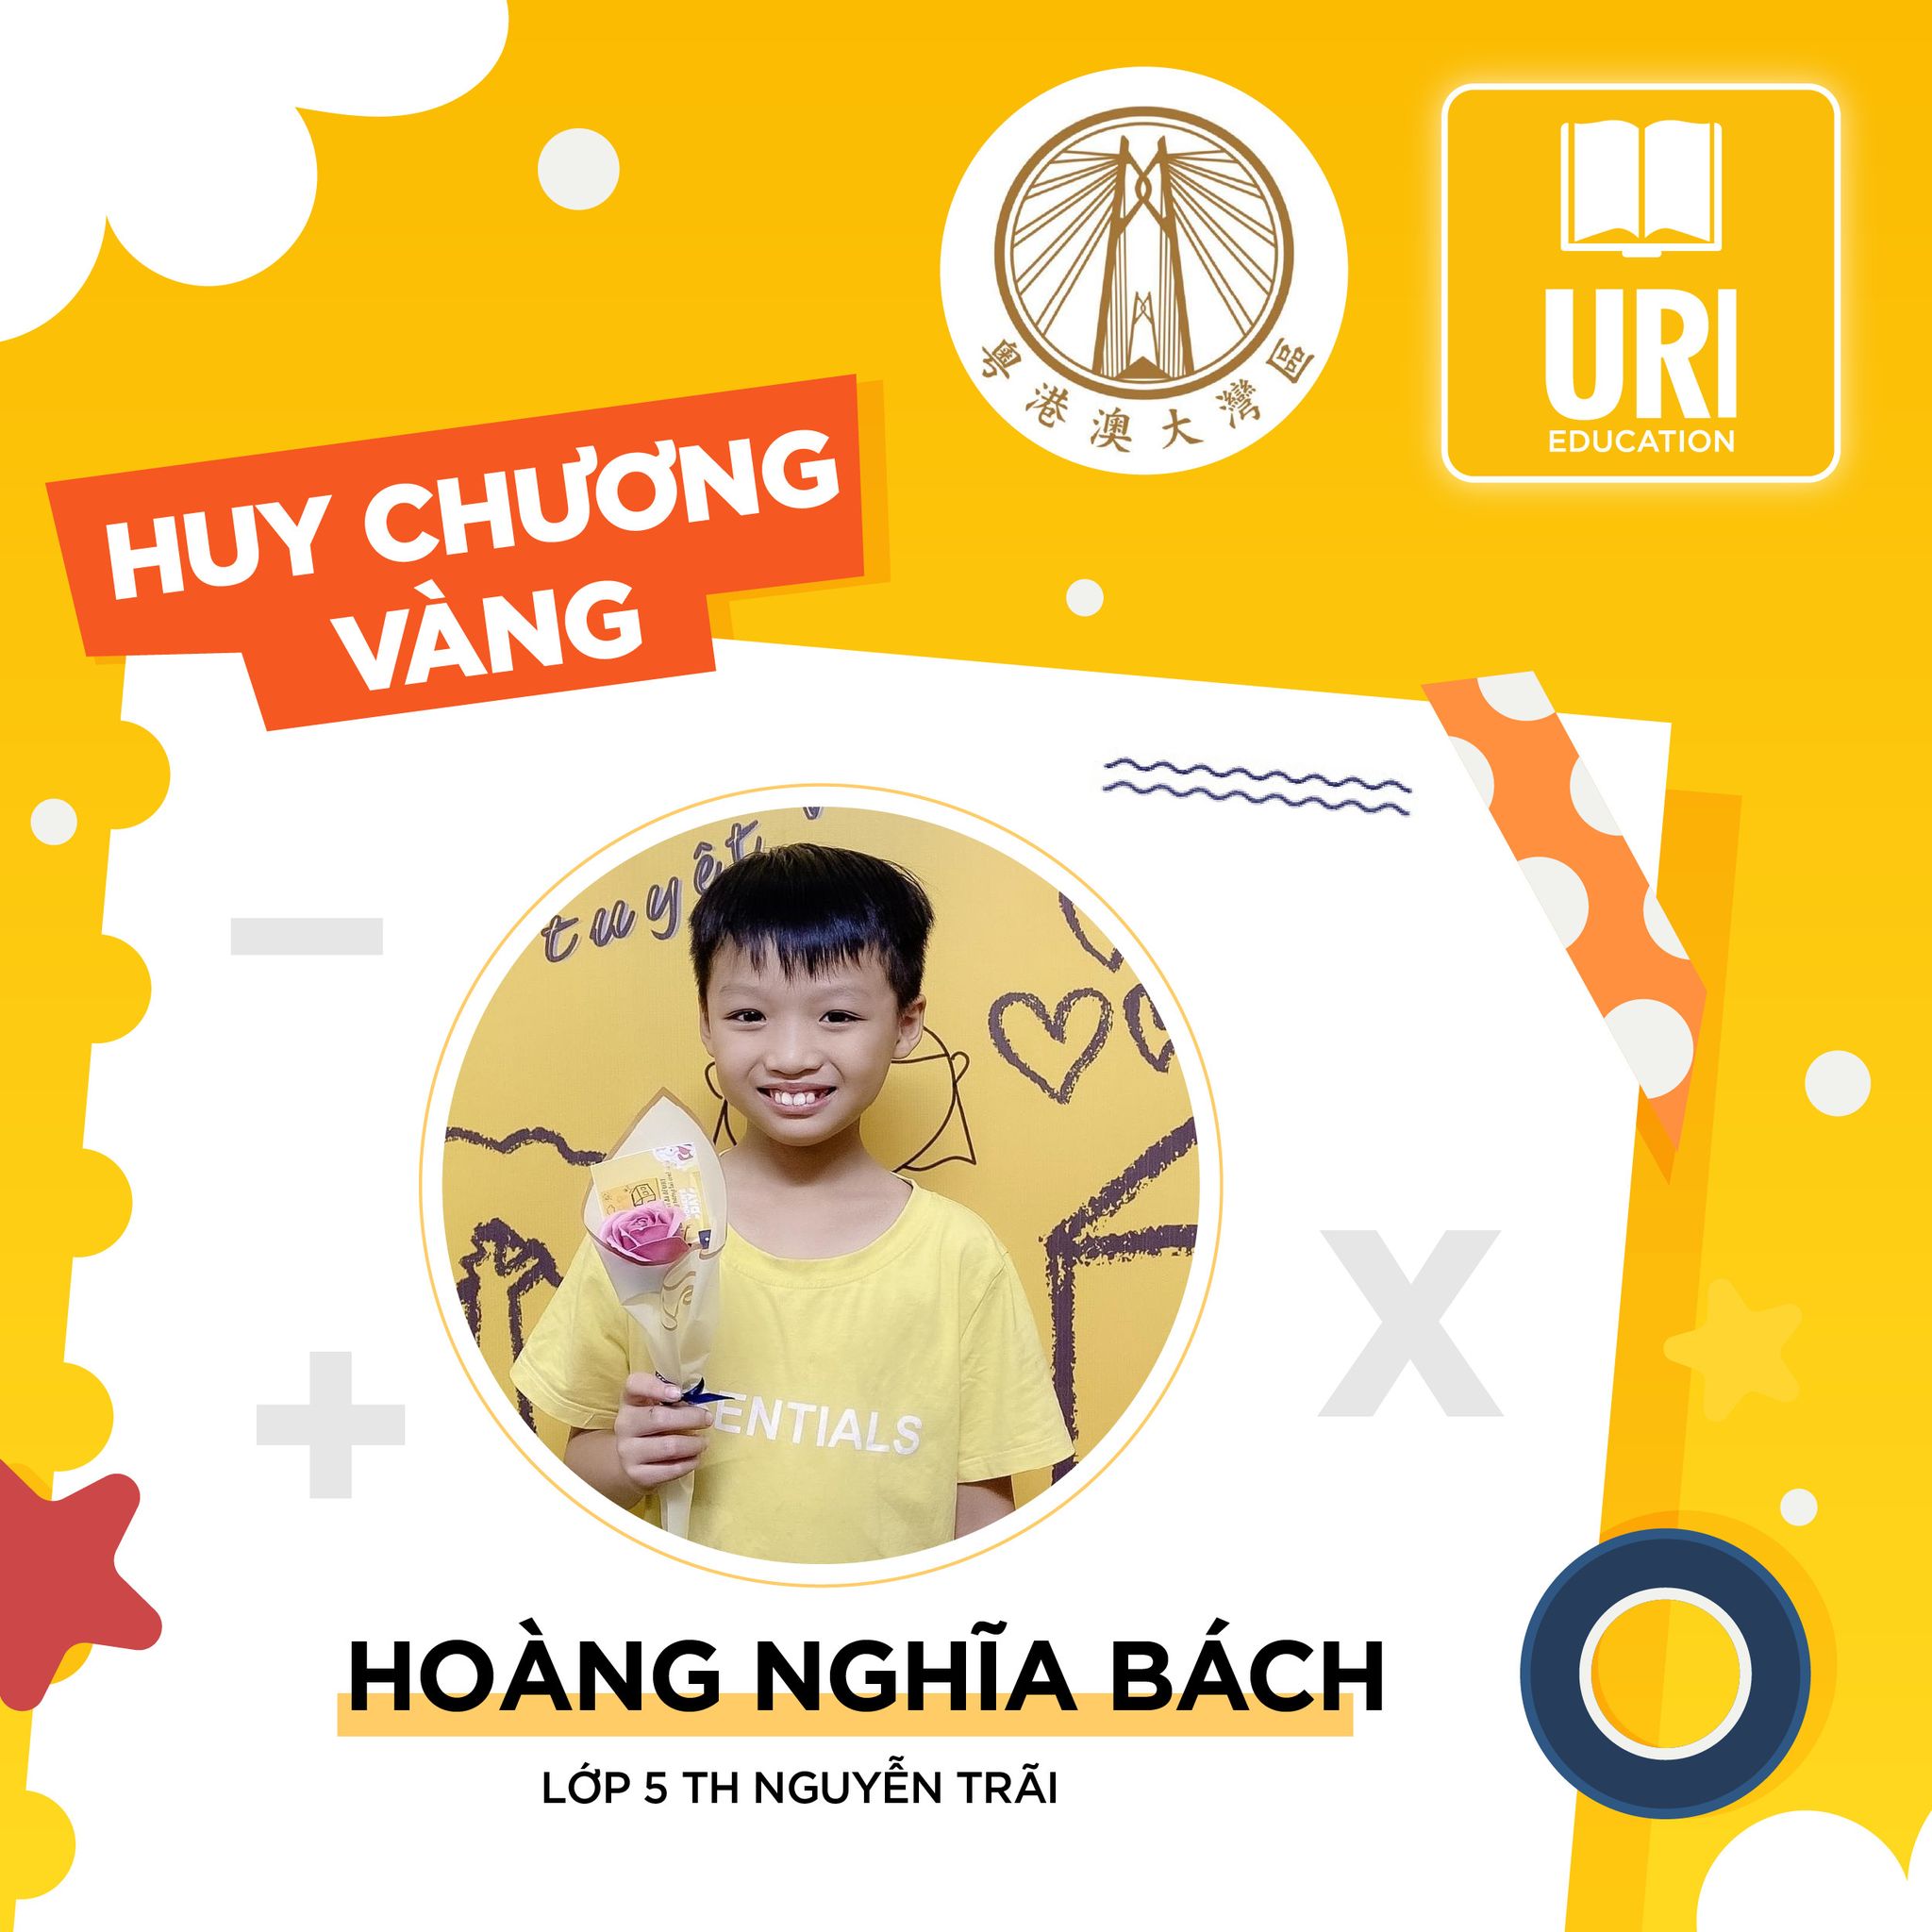 粤港澳大灣區
URI
EDUCATION
HUY CHƯƠNG
VÀNG
tuyệt
ENTIALS
HOÀNG NGHĨA BÁCH
LỚP 5 TH NGUYỄN TRÃI